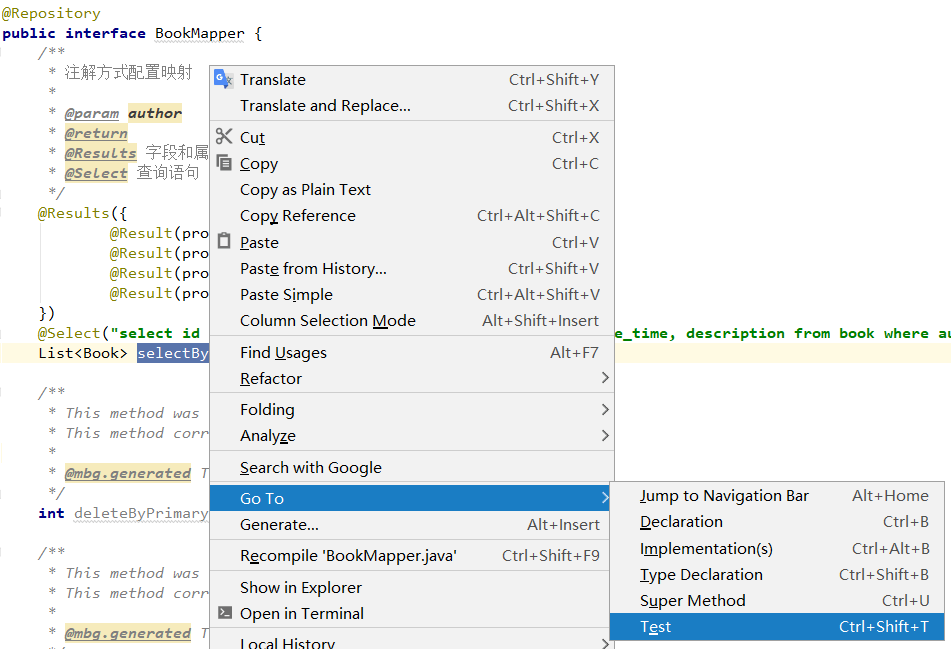 @Repository
public interface BookMapper {
/**
* 注解方式配置映射
*
* @param author
* @return
* @Results 字段和属
* @Select 查询语句
*/
@Results({
@Result(pro
@Result(pro
@Result(pro
@Result(pro
})
@Select("select id e_time, description from book where au
List<Book> selectBy
/**
* This method was
* This method corr
*
* @mbg.generated T
*/
int deleteByPrimary
/**
* This method was
* This method corr
*
* @mbg.generated T
Translate Ctrl+Shift+Y
Translate and Replace... Ctrl+Shift+X
Cut Ctrl+X
Copy Ctrl+C
Copy as Plain Text
Copy Reference Ctrl+Alt+Shift+C
Paste Ctrl+V
Paste from History... Ctrl+Shift+V
Paste Simple Ctrl+Alt+Shift+V
Column Selection Mode Alt+Shift+Insert
Find Usages Alt+F7
Refactor
Folding
Analyze
Search with Google
Go To
Generate... Alt+Insert
Recompile 'BookMapper.java' Ctrl+Shift+F9
Show in Explorer
Open in Terminal
Local History
Jump to Navigation Bar Alt+Home
Declaration Ctrl+B
Implementation(s) Ctrl+Alt+B
Type Declaration Ctrl+Shift+B
Super Method Ctrl+U
Test Ctrl+Shift+T